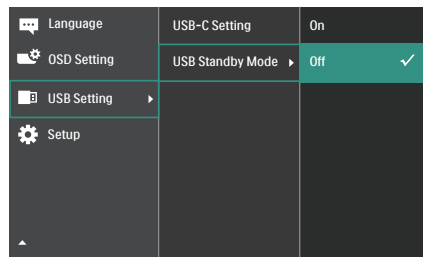 Language
OSD Setting
USB Setting
Setup
USB-C Setting
USB Standby Mode
On
Off